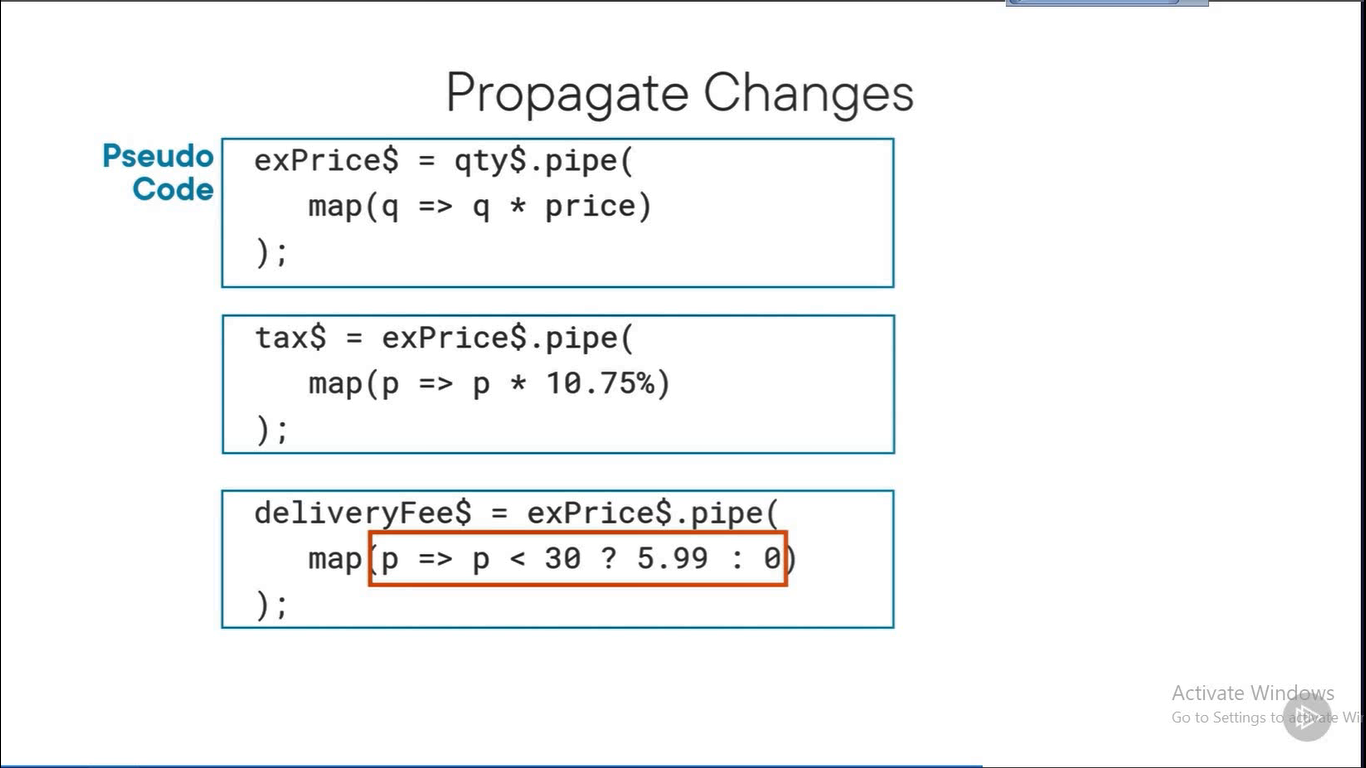 Propagate Changes
Pseudo
Code
exPrice$ = qty$.pipe(
map(q => q * price)
);
tax$ = exPrice$.pipe(
map(p => p * 10.75%)
);
deliveryFee$ = exPrice$.pipe(
map(p => p < 30 ? 5.99 : 0)
);
Activate Windows
Go to Settings to activate Wi